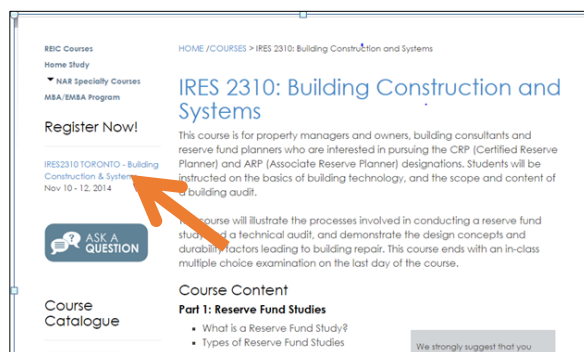 REIC Courses
Home Study
NAR Specialty Courses
MBA/EMBA Program
Register Now!
IRES2310 TORONTO - Building
Construction & Systems
Nov 10 - 12, 2014
ASK A
QUESTION
Course
Catalogue
HOME /COURSES > IRES 2310: Building Construction and Systems
IRES 2310: Building Construction and
Systems
This course is for property managers and owners, building consultants and
reserve fund planners who are interested in pursuing the CRP (Certified Reserve
Planner) and ARP (Associate Reserve Planner) designations. Students will be
instructed on the basics of building technology, and the scope and content of
a building audit.
course will illustrate the processes involved in conducting a reserve fund
study a technical audit, and demonstrate the design concepts and
durability factors leading to building repair. This course ends with an in-class
multiple choice examination on the last day of the course.
Course Content
Part 1: Reserve Fund Studies
What is a Reserve Fund Study?
Types of Reserve Fund Studies
We strongly suggest that you